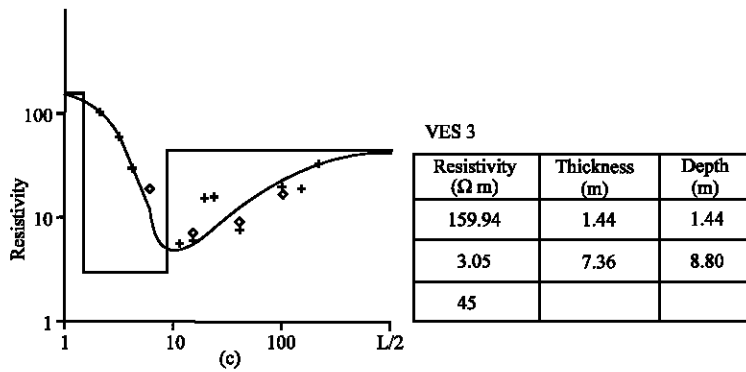 Resistivity
100
10
1
1
10
100
L/2
(c)
VES 3
Resistivity (Ω m) Thickness (m) Depth (m)
159.94 1.44 1.44
3.05 7.36 8.80
45